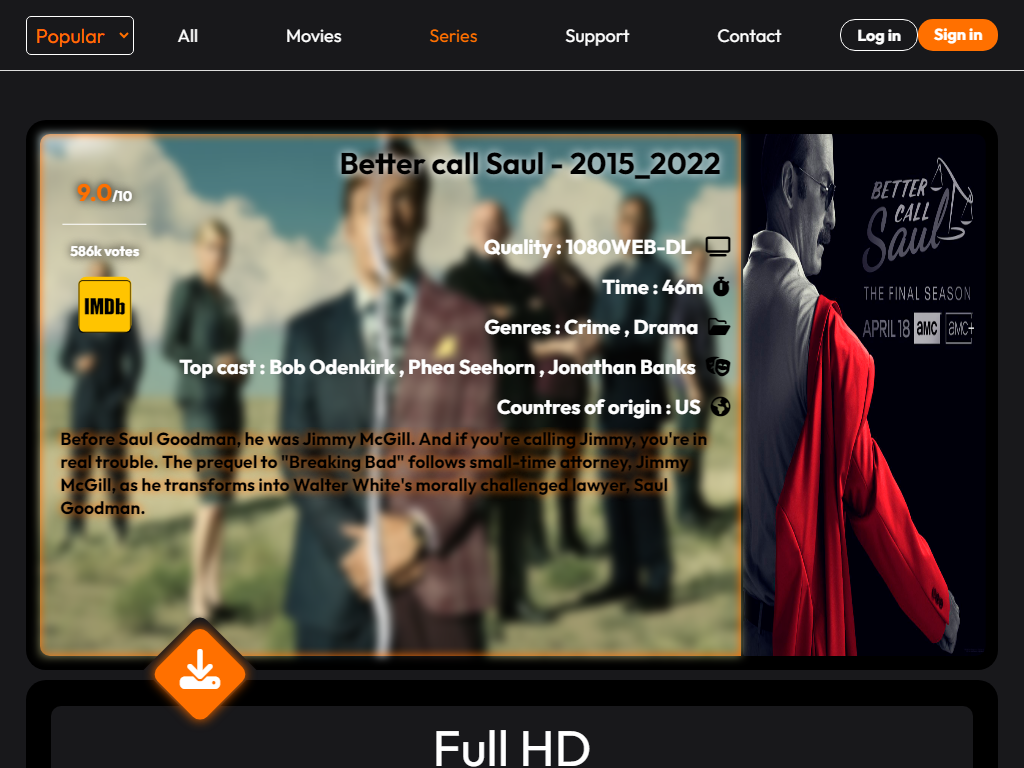 Popular
All
Movies
Series
Support
Contact
Log in
Sign in
Better call Saul - 2015_2022
9.0/10
586k votes
IMDb
Quality : 1080WEB-DL
Time : 46m
Genres : Crime , Drama
Top cast : Bob Odenkirk , Phea Seehorn , Jonathan Banks
Countres of origin : US
Before Saul Goodman, he was Jimmy McGill. And if you're calling Jimmy, you're in
real trouble. The prequel to "Breaking Bad" follows small-time attorney, Jimmy
McGill, as he transforms into Walter White's morally challenged lawyer, Saul
Goodman.
BETTER
CALL
Saul
THE FINAL SEASON
APRIL 18 amc amc+
Full HD